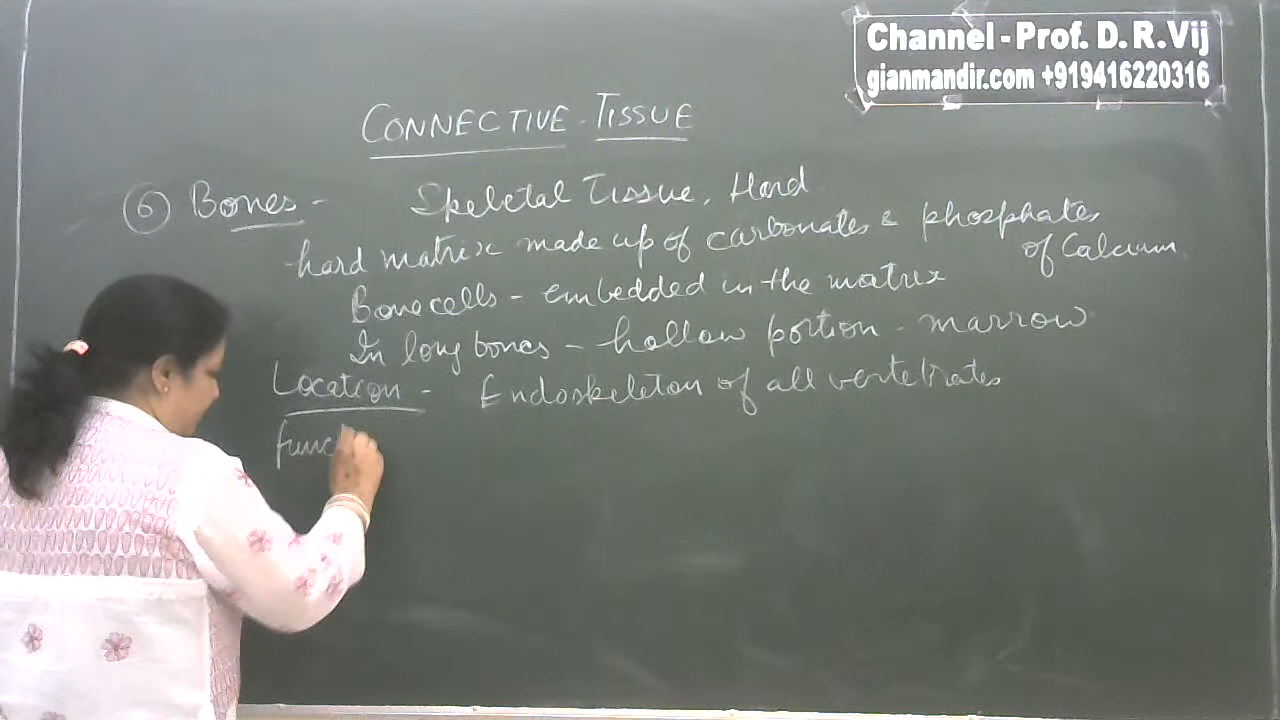 Channel - Prof. D. R. Vij
gianmandir.com +919416220316
CONNECTIVE - TISSUE
6 Bones - Skeletal Tissue, Hard
hard matrix made up of carbonates & phosphates
of Calcium
Bone cells - embedded in the matrix
In long bones - hollow portion - marrow
Location - Endoskeleton of all vertebrates
func